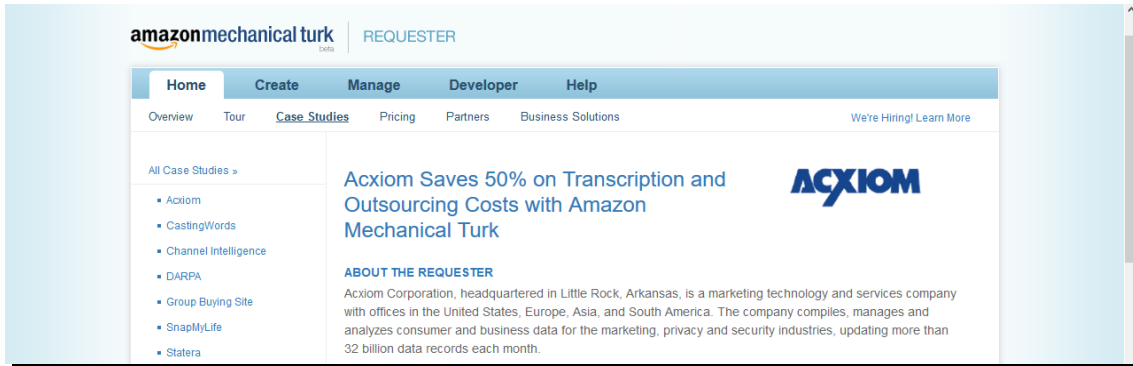 amazonmechanical turk
beta
REQUESTER
Home Create Manage Developer Help
Overview Tour Case Studies Pricing Partners Business Solutions We're Hiring! Learn More
All Case Studies »
Acxiom
CastingWords
Channel Intelligence
DARPA
Group Buying Site
SnapMyLife
Statera
Acxiom Saves 50% on Transcription and
Outsourcing Costs with Amazon
Mechanical Turk
ACXIOM
ABOUT THE REQUESTER
Acxiom Corporation, headquartered in Little Rock, Arkansas, is a marketing technology and services company
with offices in the United States, Europe, Asia, and South America. The company compiles, manages and
analyzes consumer and business data for the marketing, privacy and security industries, updating more than
32 billion data records each month.